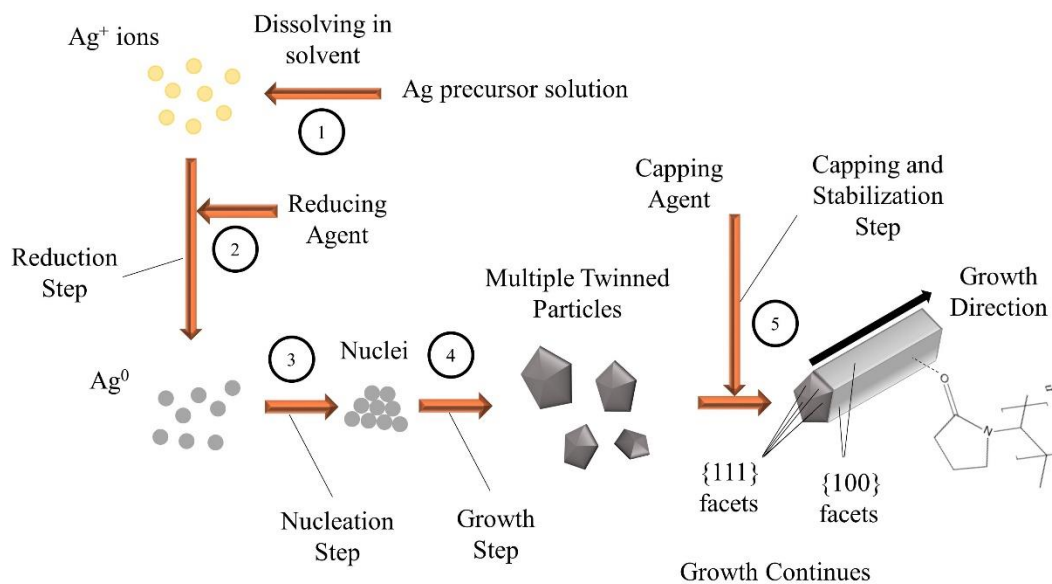 Ag⁺ ions
Dissolving in
solvent
Ag precursor solution
1
Reducing
Agent
2
Reduction
Step
Ag⁰
3
Nucleation
Step
Nuclei
4
Growth
Step
Multiple Twinned
Particles
Capping
Agent
Capping and
Stabilization
Step
5
Growth
Direction
{111}
facets
{100}
facets
O
N
n
Growth Continues